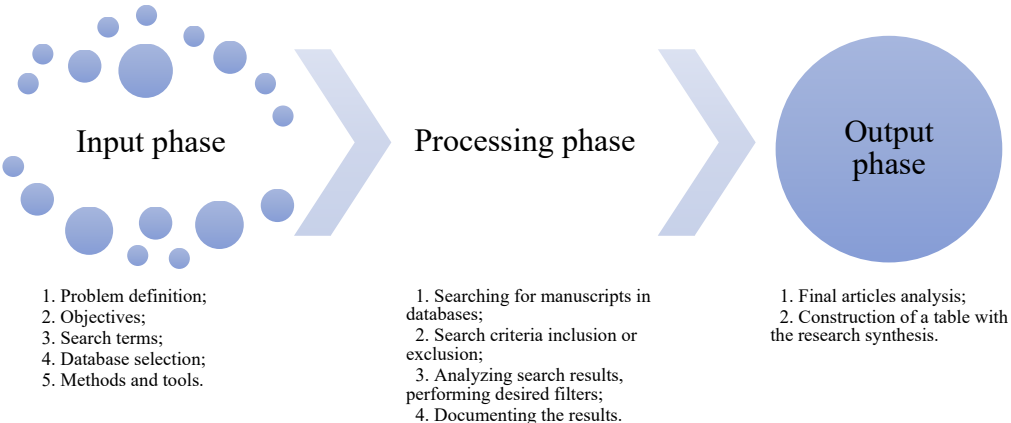 Input phase
1. Problem definition;
2. Objectives;
3. Search terms;
4. Database selection;
5. Methods and tools.
Processing phase
1. Searching for manuscripts in
databases;
2. Search criteria inclusion or
exclusion;
3. Analyzing search results,
performing desired filters;
4. Documenting the results.
Output
phase
1. Final articles analysis;
2. Construction of a table with
the research synthesis.